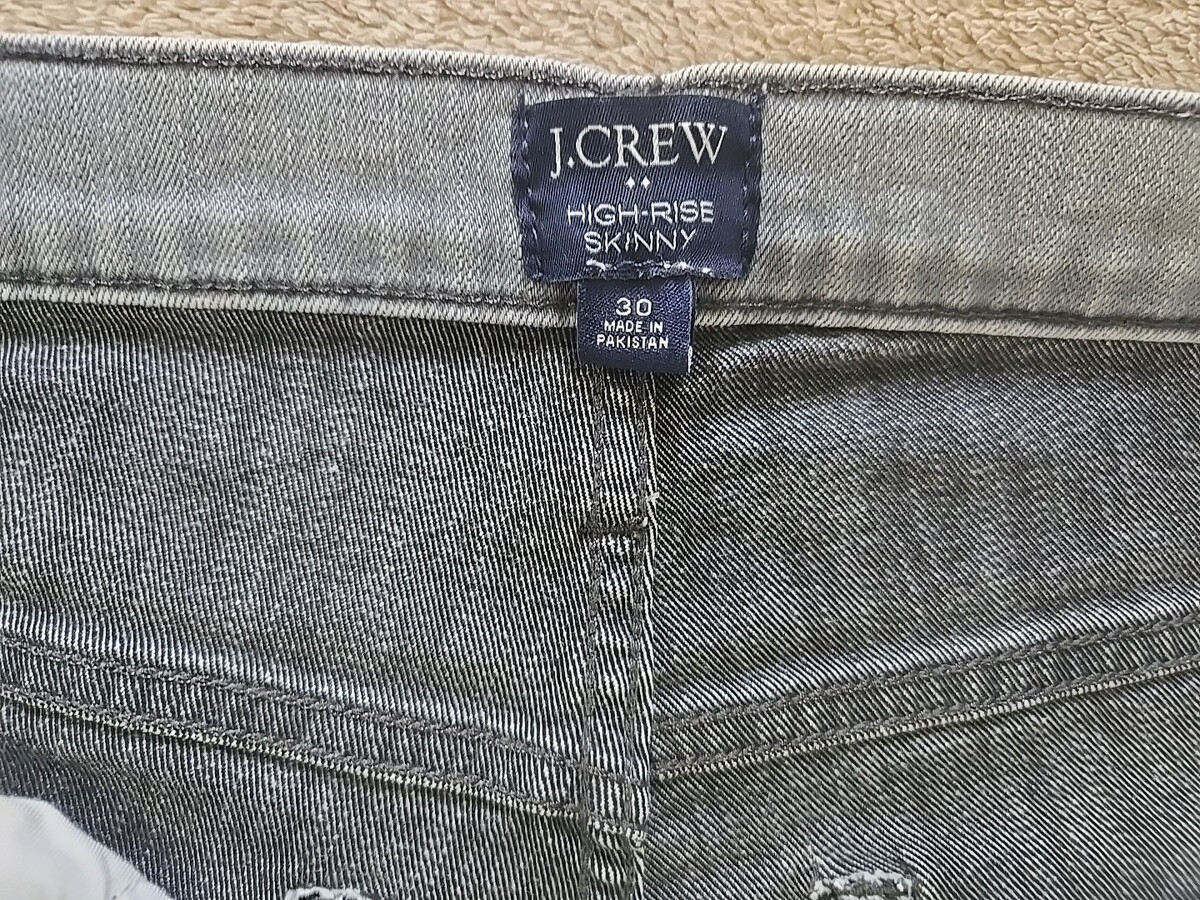 J.CREW
HIGH-RISE
SKINNY
30
MADE IN
PAKISTAN